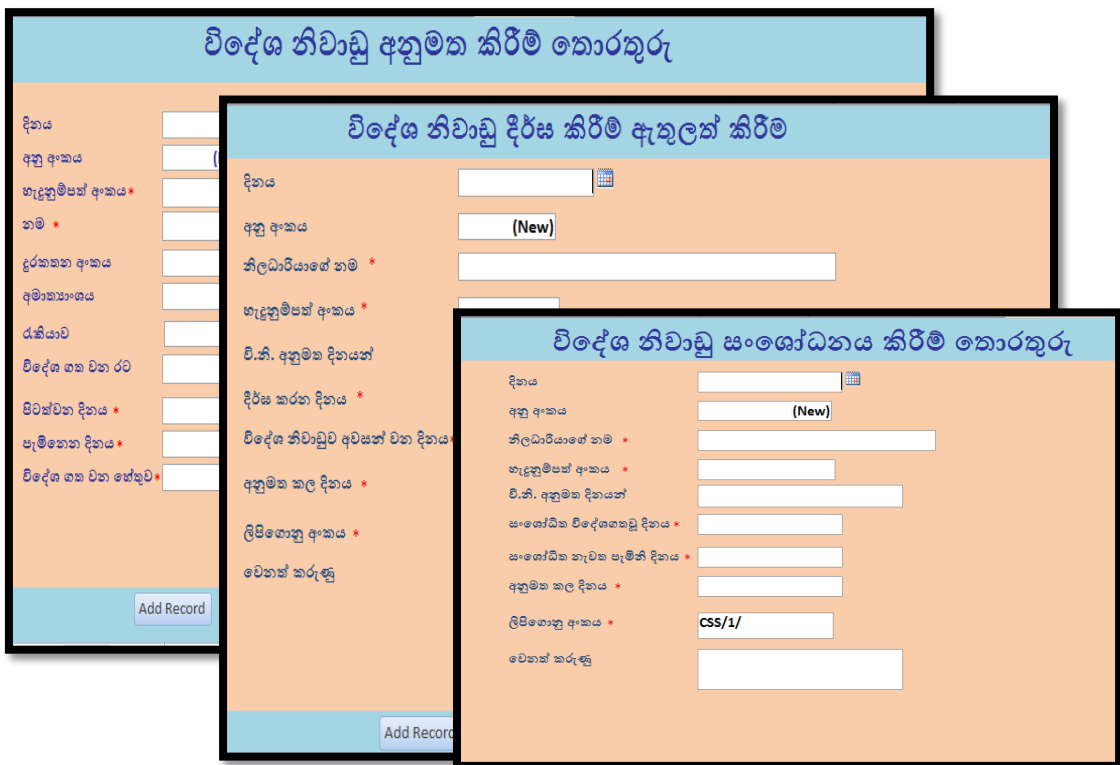 විදේශ නිවාඩු අනුමත කිරීම් තොරතුරු
දිනය
අනු අංකය
(
හැදුනුම්පත් අංකය*
නම *
දුරකතන අංකය
අමාත්‍යාංශය
රැකියාව
විදේශ ගත වන රට
පිටත්වන දිනය *
පැමිනෙන දිනය*
විදේශ ගත වන හේතුව*
Add Record
විදේශ නිවාඩු දීර්ඝ කිරීම් ඇතුලත් කිරීම
දිනය
අනු අංකය (New)
නිලධාරියාගේ නම *
හැදුනුම්පත් අංකය *
වි.නි. අනුමත දිනයන්
දීර්ඝ කරන දිනය *
විදේශ නිවාඩුව අවසන් වන දිනය*
අනුමත කල දිනය *
ලිපිගොනු අංකය *
වෙනත් කරුණු
Add Record
විදේශ නිවාඩු සංශෝධනය කිරීම් තොරතුරු
දිනය
අනු අංකය (New)
නිලධාරියාගේ නම *
හැදුනුම්පත් අංකය *
වි.නි. අනුමත දිනයන්
සංශෝධිත විදේශගතවූ දිනය *
සංශෝධිත නැවත පැමිනි දිනය *
අනුමත කල දිනය *
ලිපිගොනු අංකය * CSS/1/
වෙනත් කරුණු